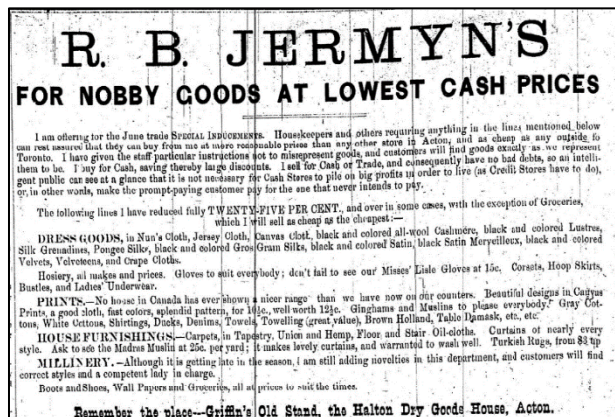 R. B. JERMYN'S
FOR NOBBY GOODS AT LOWEST CASH PRICES
I am offering for the June trade SPECIAL INDUCEMENTS. Housekeepers and others requiring anything in the lines mentioned below
can rest assured that they can buy from me at more reasonable prices than any other store in Acton, and as cheap as any outside to
Toronto. I have given the staff particular instructions not to misrepresent goods, and customers will find goods exactly as we represent
them to be. I buy for Cash, saving thereby large discounts. I sell for Cash or Trade, and consequently have no bad debts, so an intelli-
gent public can see at a glance that it is not necessary for Cash Stores to pile on big profits in order to live (as Credit Stores have to do),
or, in other words, make the prompt-paying customer pay for the one that never intends to pay.
The following lines I have reduced fully TWENTY-FIVE PER CENT., and over in some cases, with the exception of Groceries,
which I will sell as cheap as the cheapest:—
DRESS GOODS, in Nun's Cloth, Jersey Cloth, Canvas Cloth, black and colored all-wool Cashmere, black and colored Lustres,
Silk Grenadines, Pongee Silks, black and colored Gros Gram Silks, black and colored Satin, black Satin Merveilleux, black and colored
Velvets, Velveteens, and Crape Cloths.
Hosiery, all makes and prices. Gloves to suit everybody; don't fail to see our Misses' Lisle Gloves at 15c. Corsets, Hoop Skirts,
Bustles, and Ladies' Underwear.
PRINTS.—No house in Canada has ever shown a nicer range than we have now on our counters. Beautiful designs in
Prints, a good cloth, fast colors, splendid pattern, for 10½c., well worth 12½c. Ginghams and Muslins to please everybody. Gray Cot-
tons, White Cottons, Shirtings, Ducks, Denims, Towels, Towelling (great value), Brown Holland, Table Damask, etc., etc.
HOUSE FURNISHINGS.—Carpets, in Tapestry, Union and Hemp, Floor and Stair Oil-cloths. Curtains of nearly every
style. Ask to see the Madras Muslin at 25c. per yard; it makes lovely curtains, and warranted to wash well. Turkish Rugs, from $3 up
MILLINERY.—Although it is getting late in the season, I am still adding novelties in this department, and customers will find
correct styles and a competent lady in charge.
Boots and Shoes, Wall Papers and Groceries, all at prices to suit the times.
Remember the place—Griffin's Old Stand, the Halton Dry Goods House, Acton.